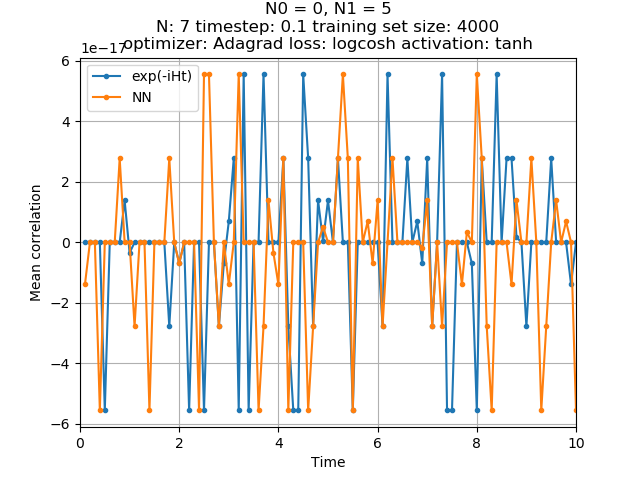 N0 = 0, N1 = 5
N: 7 timestep: 0.1 training set size: 4000
optimizer: Adagrad loss: logcosh activation: tanh
1e−17
exp(-iHt)
NN
6
4
2
0
−2
−4
−6
Mean correlation
0 2 4 6 8 10
Time